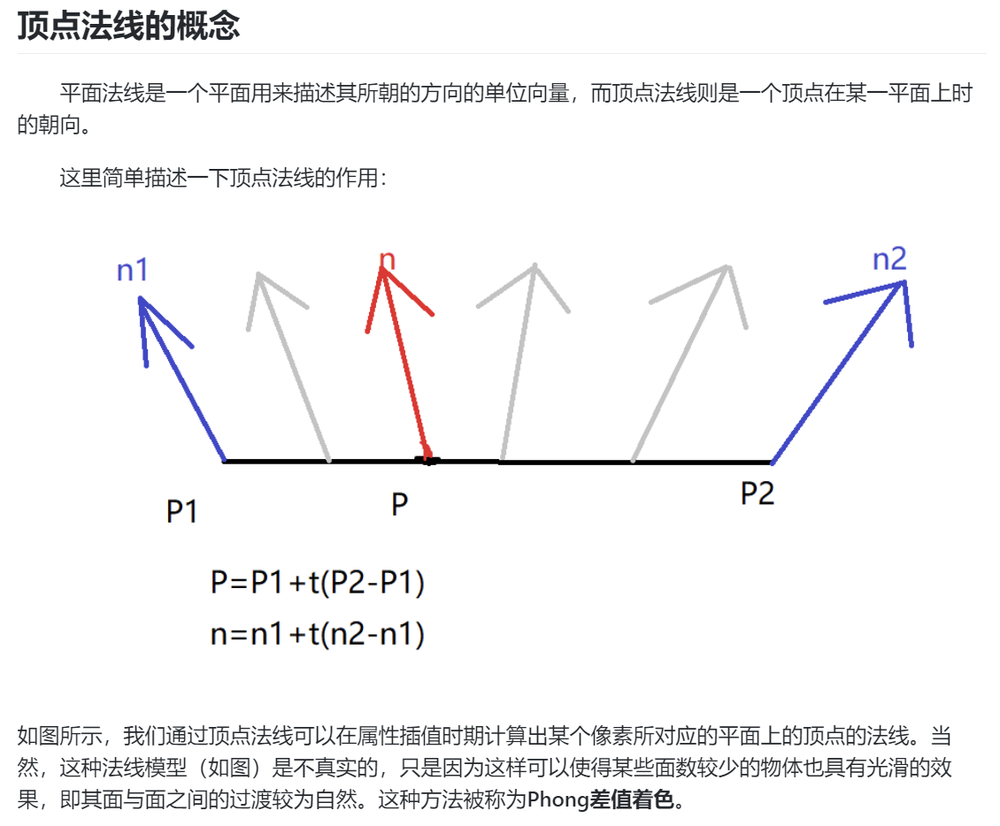 顶点法线的概念
平面法线是一个平面用来描述其所朝的方向的单位向量，而顶点法线则是一个顶点在某一平面上时
的朝向。
这里简单描述一下顶点法线的作用：
n1
n
n2
P1
P
P2
P=P1+t(P2-P1)
n=n1+t(n2-n1)
如图所示，我们通过顶点法线可以在属性插值时期计算出某个像素所对应的平面上的顶点的法线。当
然，这种法线模型（如图）是不真实的，只是因为这样可以使得某些面数较少的物体也具有光滑的效
果，即其面与面之间的过渡较为自然。这种方法被称为Phong差值着色。